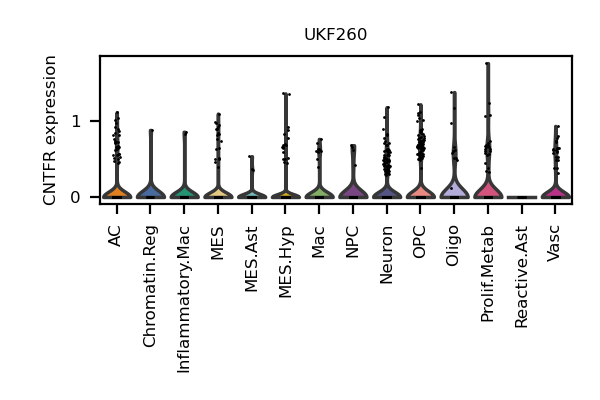 UKF260
CNTFR expression
1
0
AC
Chromatin.Reg
Inflammatory.Mac
MES
MES.Ast
MES.Hyp
Mac
NPC
Neuron
OPC
Oligo
Prolif.Metab
Reactive.Ast
Vasc